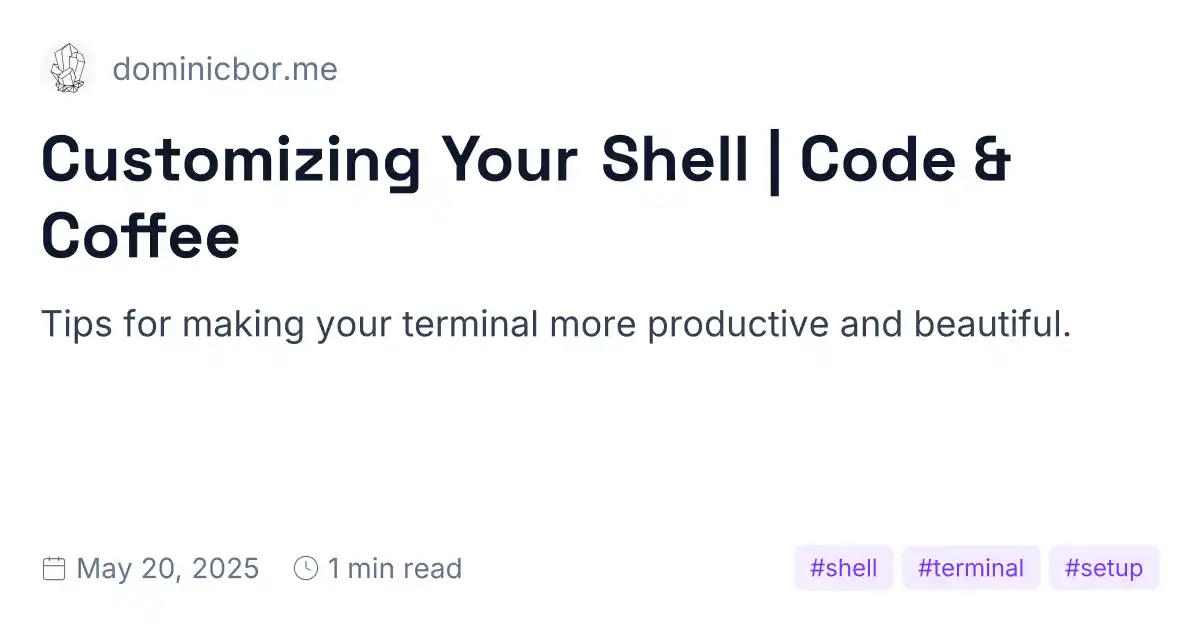 dominicbor.me
Customizing Your Shell | Code &
Coffee
Tips for making your terminal more productive and beautiful.
May 20, 2025 1 min read #shell #terminal #setup